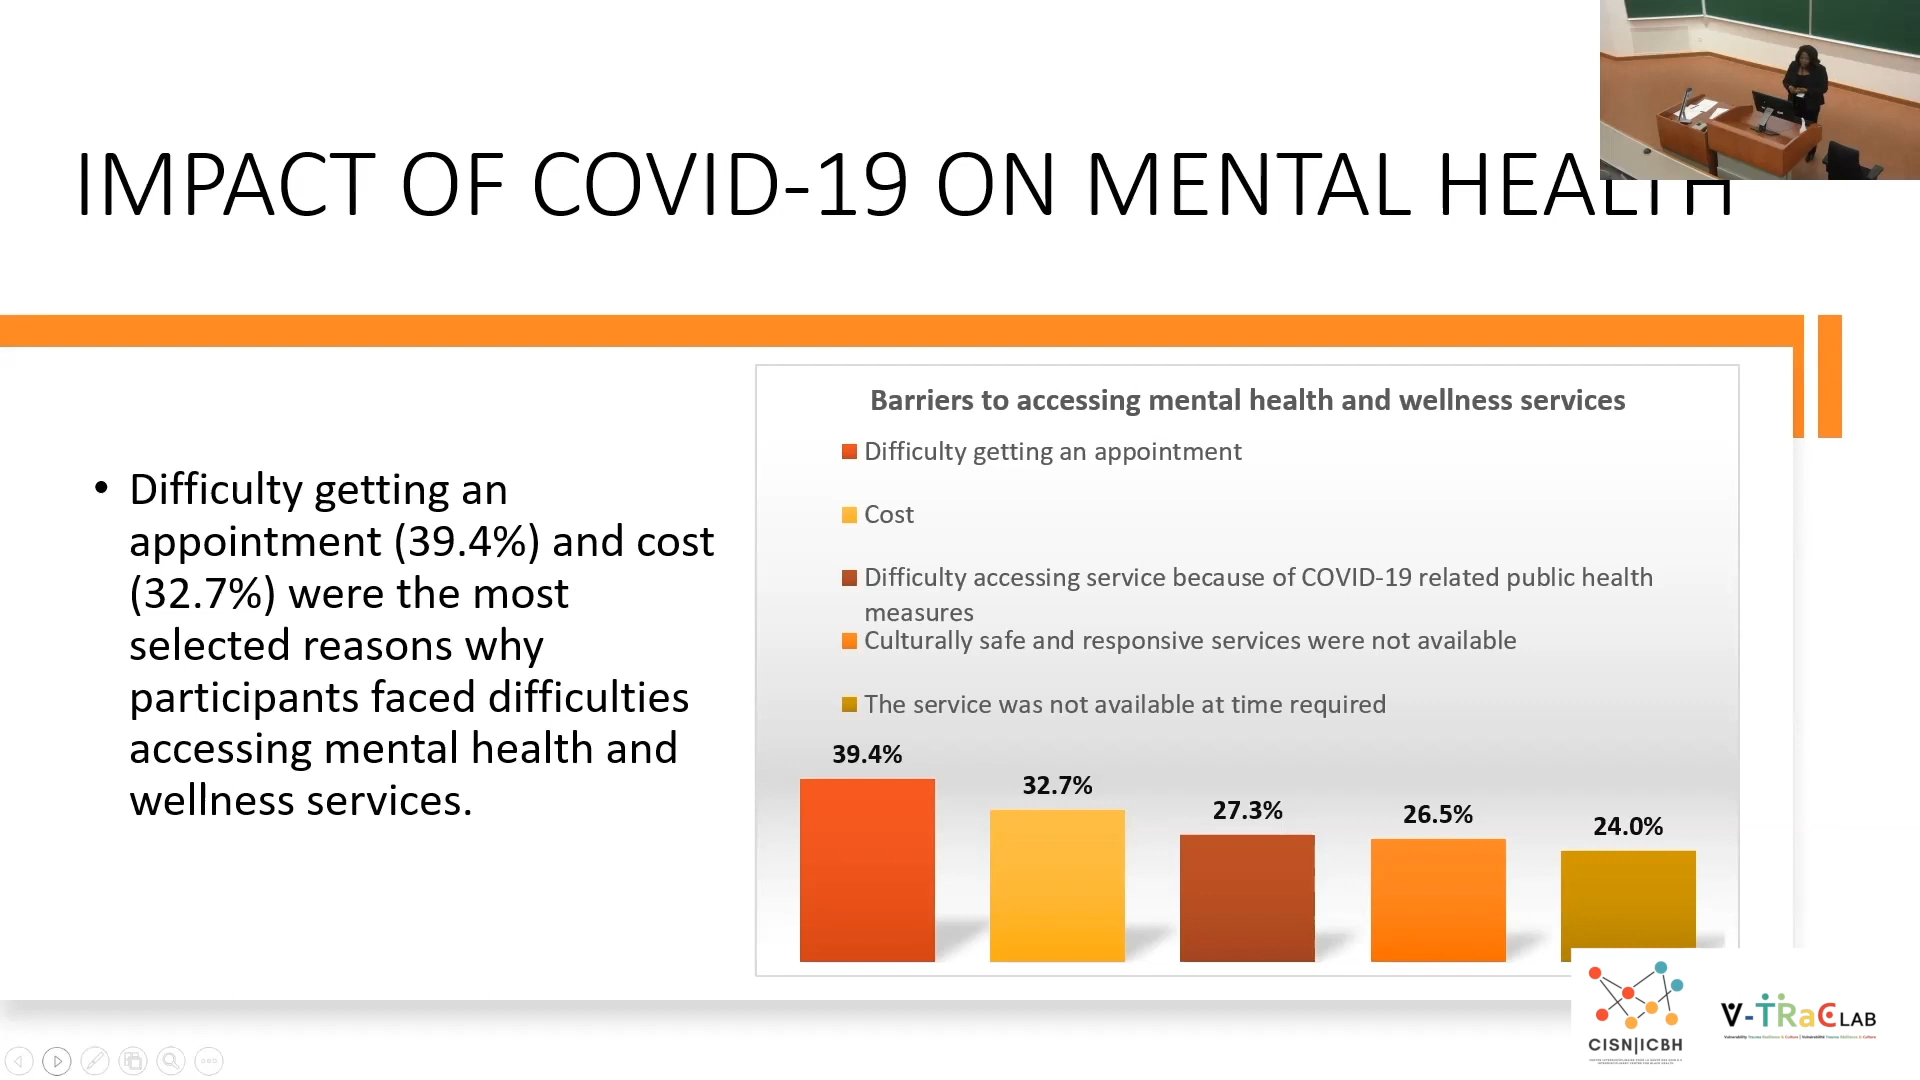 IMPACT OF COVID-19 ON MENTAL HEALTH
• Difficulty getting an
appointment (39.4%) and cost
(32.7%) were the most
selected reasons why
participants faced difficulties
accessing mental health and
wellness services.
Barriers to accessing mental health and wellness services
Difficulty getting an appointment
Cost
Difficulty accessing service because of COVID-19 related public health
measures
Culturally safe and responsive services were not available
The service was not available at time required
39.4%
32.7%
27.3%
26.5%
24.0%
CISN|ICBH
V-TRaC LAB